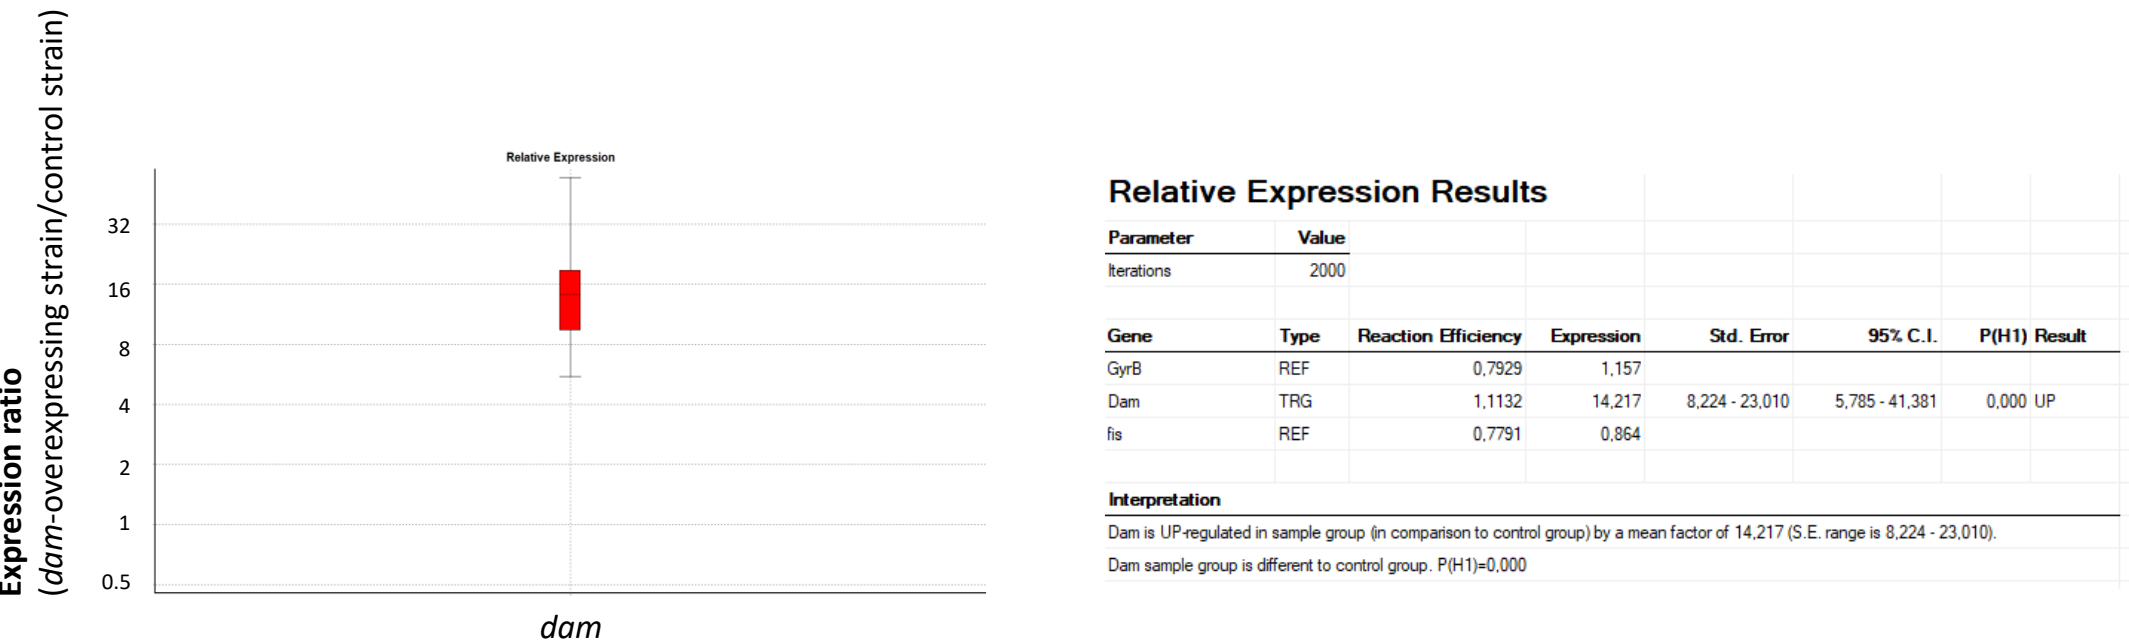 Expression ratio
(dam-overexpressing strain/control strain)
Relative Expression
32
16
8
4
2
1
0.5
dam
Relative Expression Results
Parameter Value
Iterations 2000
Gene Type Reaction Efficiency Expression Std. Error 95% C.I. P(H1) Result
GyrB REF 0,7929 1,157
Dam TRG 1,1132 14,217 8,224 - 23,010 5,785 - 41,381 0,000 UP
fis REF 0,7791 0,864
Interpretation
Dam is UP-regulated in sample group (in comparison to control group) by a mean factor of 14,217 (S.E. range is 8,224 - 23,010).
Dam sample group is different to control group. P(H1)=0,000